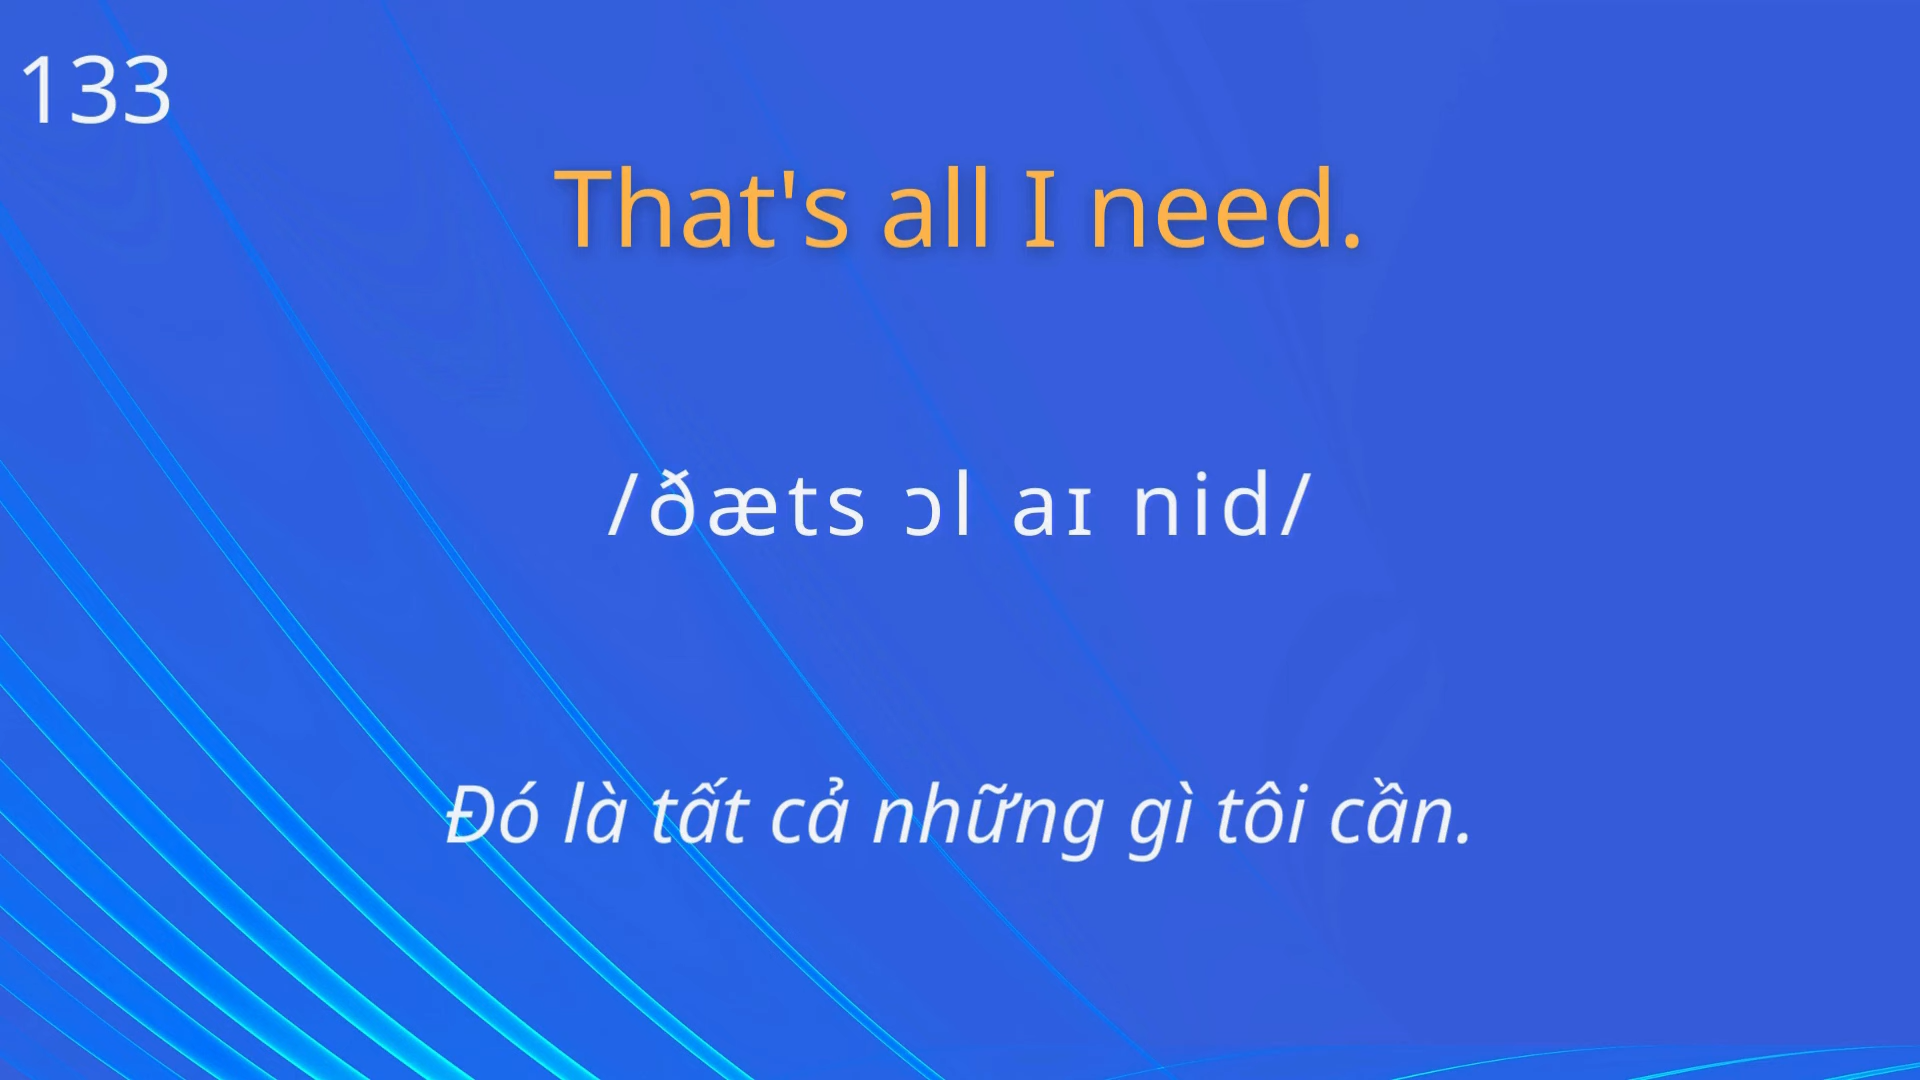 133
That's all I need.
/ðæts ɔl aɪ nid/
Đó là tất cả những gì tôi cần.